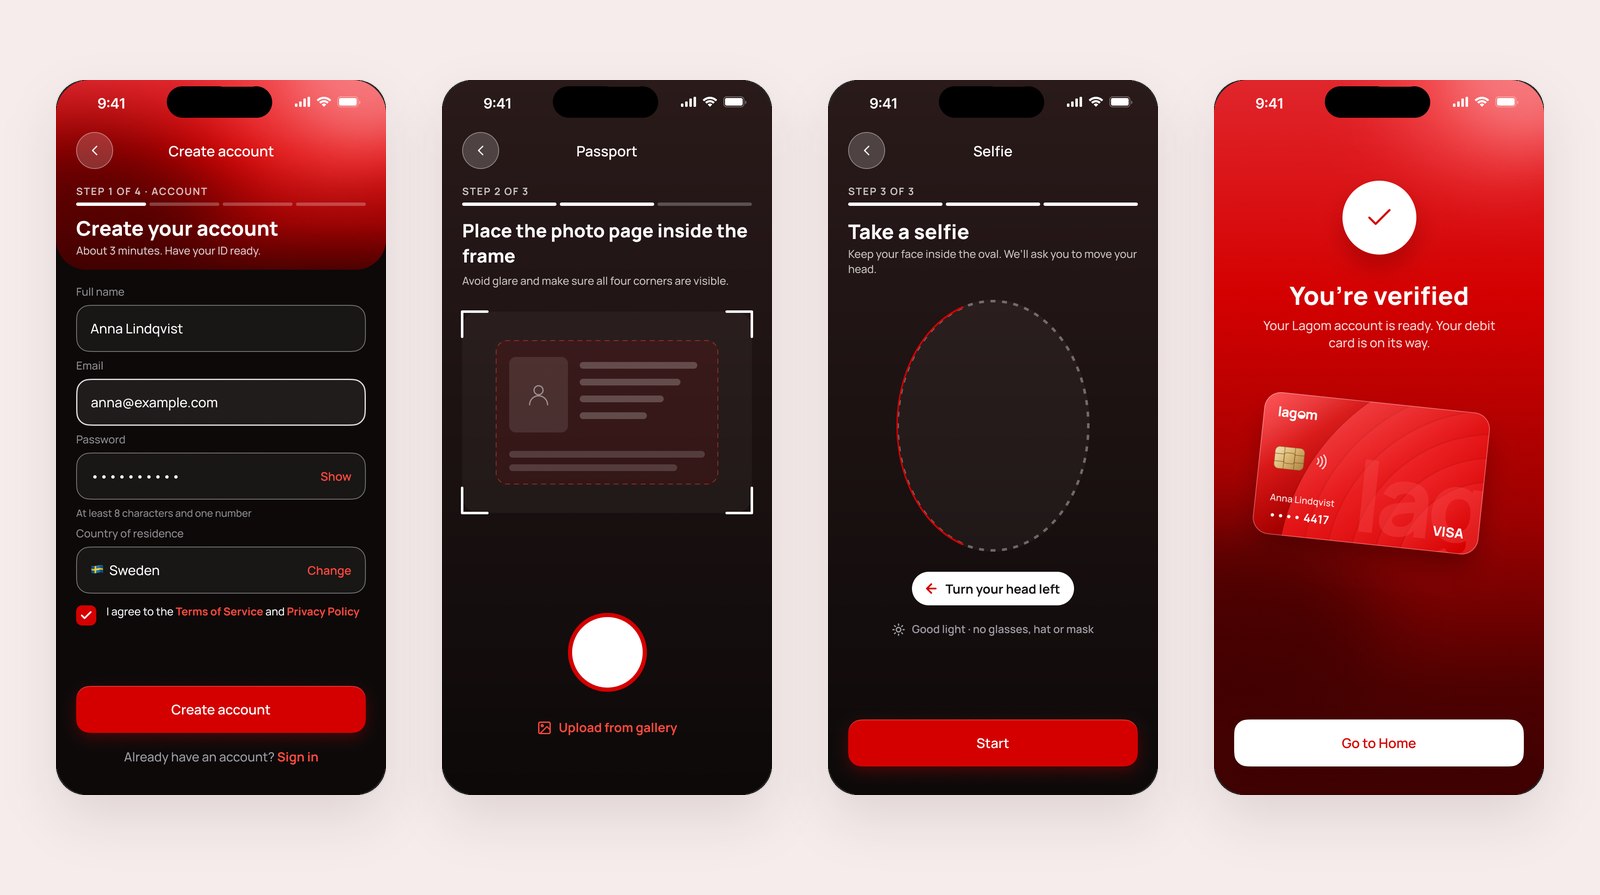 9:41
Create account
STEP 1 OF 4 · ACCOUNT
Create your account
About 3 minutes. Have your ID ready.
Full name
Anna Lindqvist
Email
anna@example.com
Password
••••••••••
Show
At least 8 characters and one number
Country of residence
Sweden
Change
I agree to the Terms of Service and Privacy Policy
Create account
Already have an account? Sign in
9:41
Passport
STEP 2 OF 3
Place the photo page inside the
frame
Avoid glare and make sure all four corners are visible.
Upload from gallery
9:41
Selfie
STEP 3 OF 3
Take a selfie
Keep your face inside the oval. We'll ask you to move your
head.
Turn your head left
Good light · no glasses, hat or mask
Start
9:41
You're verified
Your Lagom account is ready. Your debit
card is on its way.
lagom
lag
Anna Lindqvist
•••• 4417
VISA
Go to Home